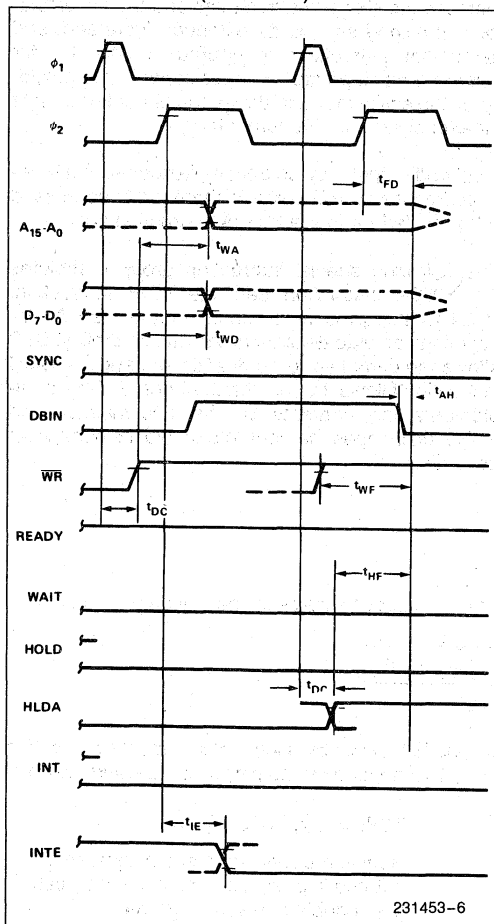 ϕ1
ϕ2
tFD
A15-A0
tWA
D7-D0
tWD
SYNC
tAH
DBIN
WR
tDC
tWF
READY
tHF
WAIT
HOLD
tDC
HLDA
INT
tIE
INTE
231453-6